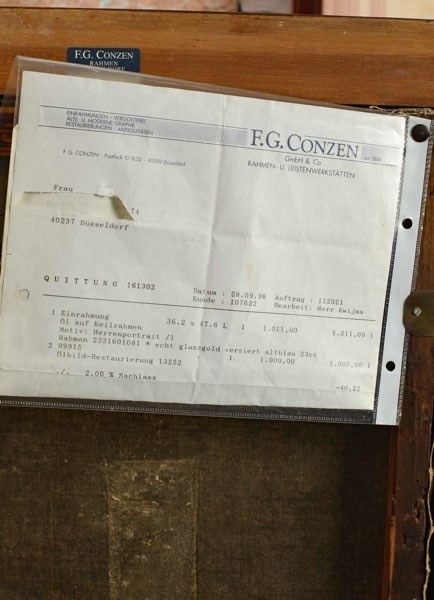 F.G. CONZEN
RAHMEN
EINRAHMUNGEN · VERGOLDEREI
ALTE- U. MODERNE GRAPHIK
RESTAURIERUNGEN · ANTIQUITÄTEN
F.G. CONZEN
seit 1854
GmbH & Co
RAHMEN- U. LEISTENWERKSTÄTTEN
F. G. CONZEN · Postfach 10 1632 · 40009 Düsseldorf
Frau
74
40237 Düsseldorf
QUITTUNG 161302
Datum : 28.09.96 Auftrag : 112021
Kunde : 107632 Bearbeit: Herr Kwijas
1 Einrahmung 36.2 x 47.6 L 1 1.011,00 1.011,00 1
Öl auf Keilrahmen
Motiv: Herrenportrait /1
Rahmen 2331601081 * echt glanzgold verziert altblau 23ct
2 99915 1 1.000,00 1.000,00 1
Ölbild-Restaurierung 13252
./. 2.00 % Nachlass -40,22